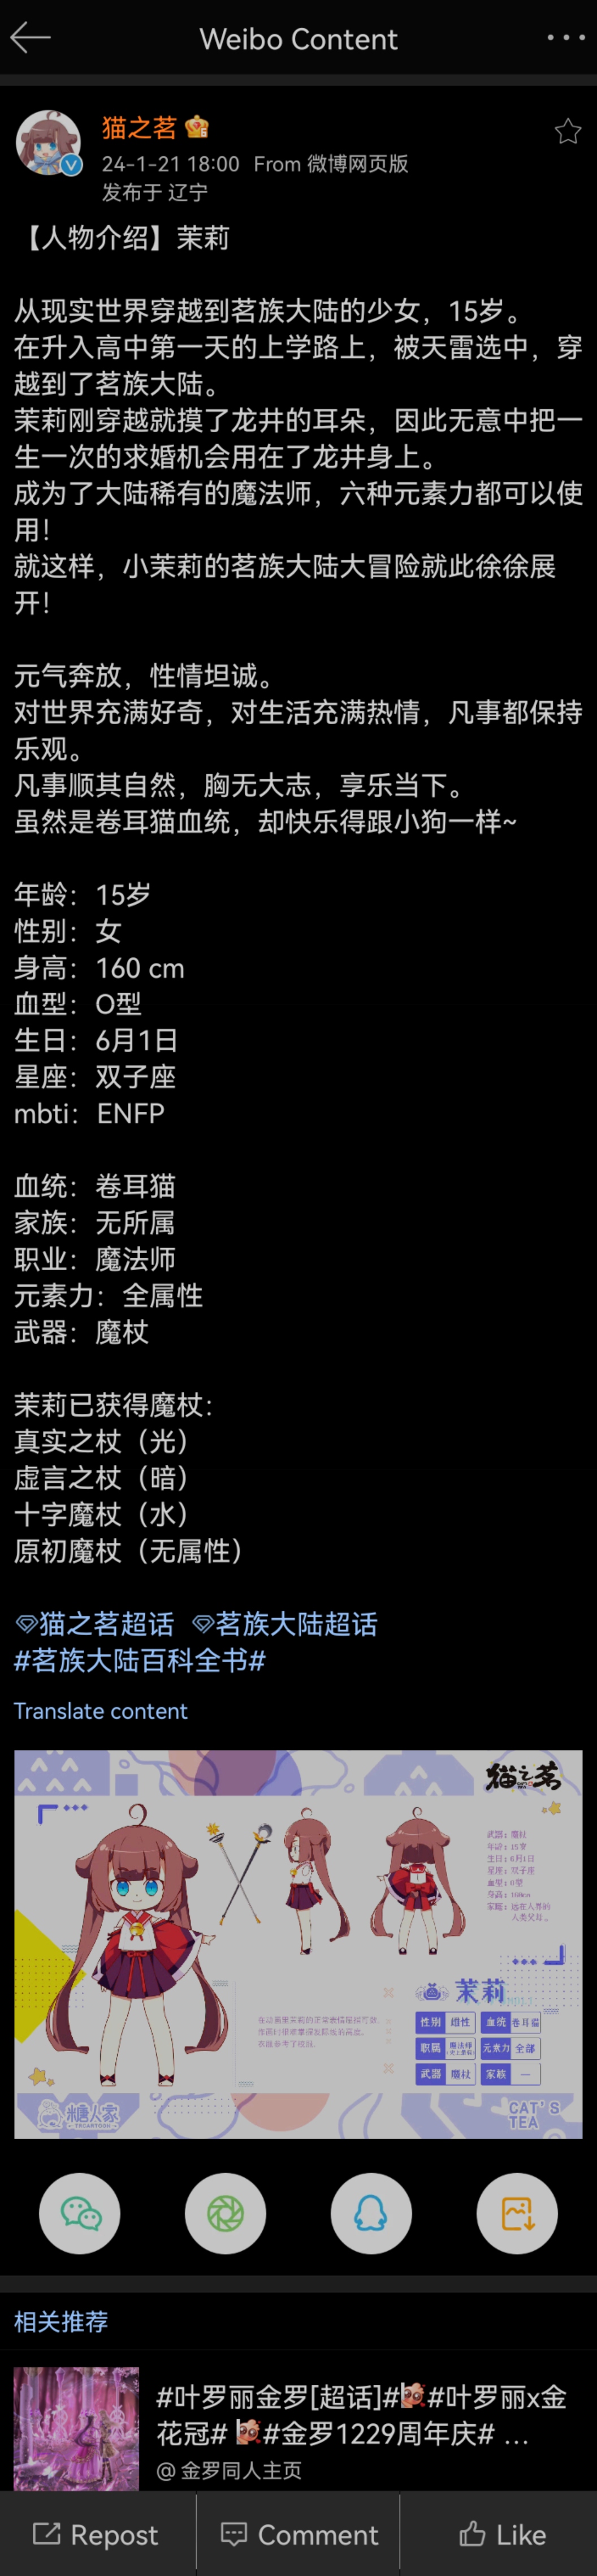 Weibo Content
猫之茗
24-1-21 18:00 From 微博网页版
发布于 辽宁
【人物介绍】茉莉
从现实世界穿越到茗族大陆的少女，15岁。
在升入高中第一天的上学路上，被天雷选中，穿
越到了茗族大陆。
茉莉刚穿越就摸了龙井的耳朵，因此无意中把一
生一次的求婚机会用在了龙井身上。
成为了大陆稀有的魔法师，六种元素力都可以使
用！
就这样，小茉莉的茗族大陆大冒险就此徐徐展
开！
元气奔放，性情坦诚。
对世界充满好奇，对生活充满热情，凡事都保持
乐观。
凡事顺其自然，胸无大志，享乐当下。
虽然是卷耳猫血统，却快乐得跟小狗一样~
年龄：15岁
性别：女
身高：160 cm
血型：O型
生日：6月1日
星座：双子座
mbti：ENFP
血统：卷耳猫
家族：无所属
职业：魔法师
元素力：全属性
武器：魔杖
茉莉已获得魔杖：
真实之杖（光）
虚言之杖（暗）
十字魔杖（水）
原初魔杖（无属性）
猫之茗超话 茗族大陆超话
#茗族大陆百科全书#
Translate content
猫之茗
武器：魔杖
年龄：15岁
生日：6月1日
星座：双子座
血型：O型
身高：160cm
家庭：远在人界的
人类父母。
茉莉
性别 雌性 血统 卷耳猫
职属 魔法师 元素力 全部
武器 魔杖 家族 —
糖人家
TRCARTOON
CAT'S
TEA
相关推荐
#叶罗丽金罗[超话]##叶罗丽x金
花冠# #金罗1229周年庆# ...
@ 金罗同人主页
Repost
Comment
Like